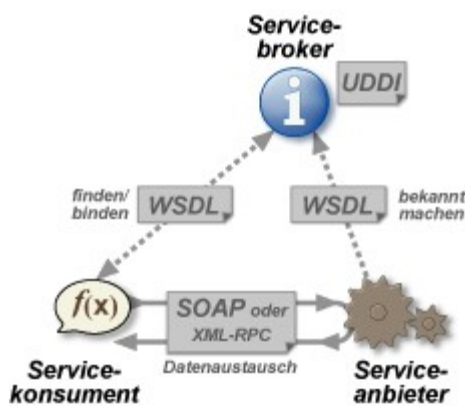 Service-
broker
UDDI
i
finden/
binden
WSDL
WSDL
bekannt
machen
f(x)
SOAP oder
XML-RPC
Datenaustausch
Service-
konsument
Service-
anbieter